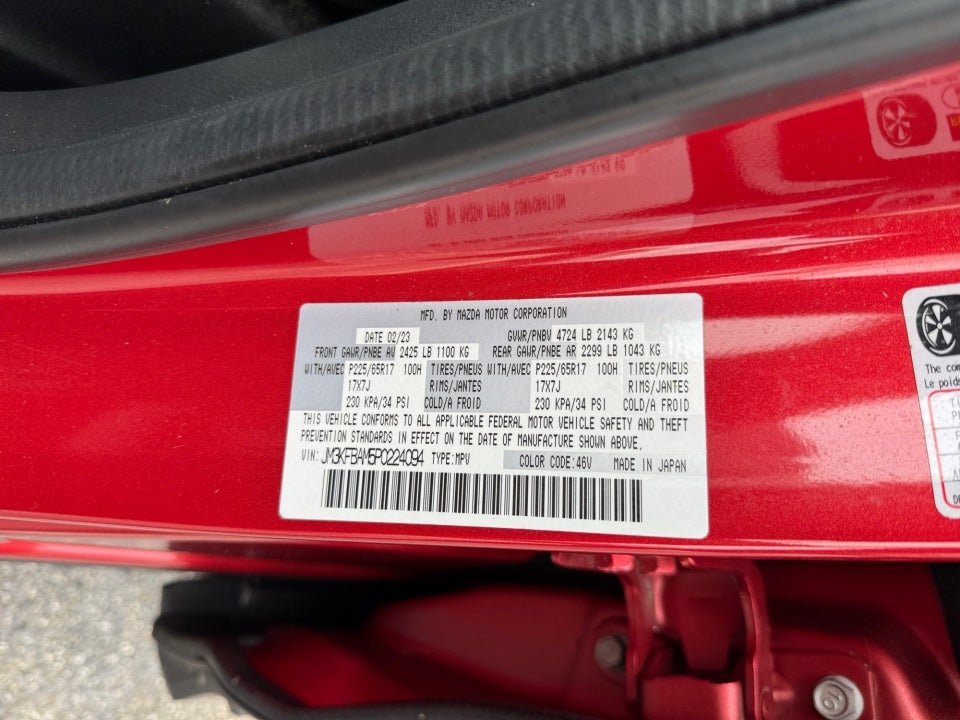 MFD. BY MAZDA MOTOR CORPORATION
DATE 02/23 GVWR/PNBV 4724 LB 2143 KG
FRONT GAWR/PNBE AV 2425 LB 1100 KG REAR GAWR/PNBE AR 2299 LB 1043 KG
WITH/AVEC P225/65R17 100H TIRES/PNEUS WITH/AVEC P225/65R17 100H TIRES/PNEUS
17X7J RIMS/JANTES 17X7J RIMS/JANTES
230 KPA/34 PSI COLD/A FROID 230 KPA/34 PSI COLD/A FROID
THIS VEHICLE CONFORMS TO ALL APPLICABLE FEDERAL MOTOR VEHICLE SAFETY AND THEFT
PREVENTION STANDARDS IN EFFECT ON THE DATE OF MANUFACTURE SHOWN ABOVE.
VIN: JM3KFBAM5P0224094 TYPE:MPV COLOR CODE:46V MADE IN JAPAN
The com
Le poids